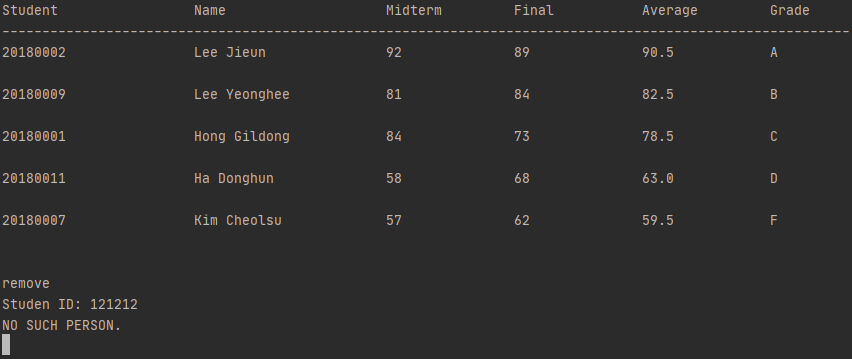 Student Name Midterm Final Average Grade
----------------------------------------------------------------------------------------------------------
20180002 Lee Jieun 92 89 90.5 A
20180009 Lee Yeonghee 81 84 82.5 B
20180001 Hong Gildong 84 73 78.5 C
20180011 Ha Donghun 58 68 63.0 D
20180007 Kim Cheolsu 57 62 59.5 F
remove
Studen ID: 121212
NO SUCH PERSON.